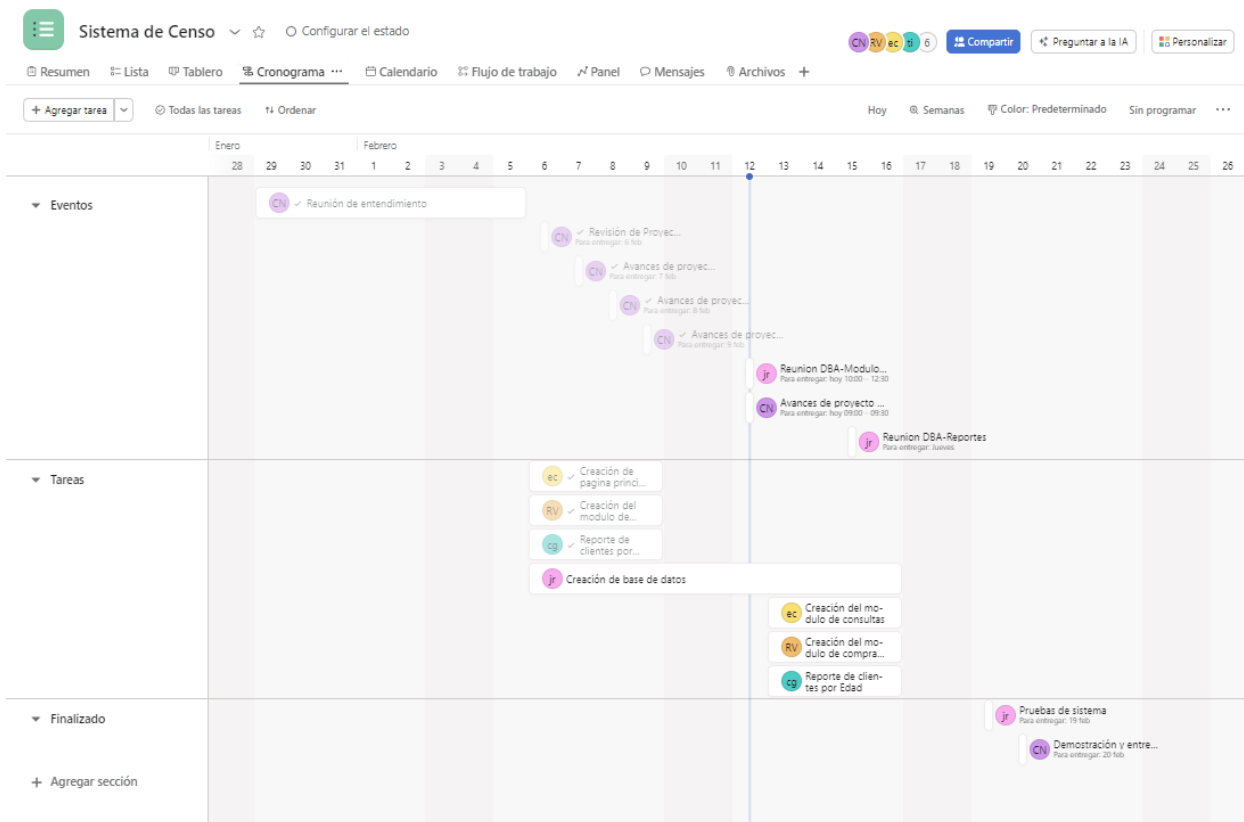 Sistema de Censo
Configurar el estado
CN RV ec ti 6
Compartir
Preguntar a la IA
Personalizar
Resumen Lista Tablero Cronograma ··· Calendario Flujo de trabajo Panel Mensajes Archivos +
+ Agregar tarea
Todas las tareas
Ordenar
Hoy
Semanas
Color: Predeterminado
Sin programar
···
Enero Febrero
28 29 30 31 1 2 3 4 5 6 7 8 9 10 11 12 13 14 15 16 17 18 19 20 21 22 23 24 25 26
Eventos
CN ✓ Reunión de entendimiento
CN ✓ Revisión de Proyec...
Para entregar: 6 feb
CN ✓ Avances de proyec...
Para entregar: 7 feb
CN ✓ Avances de proyec...
Para entregar: 8 feb
CN ✓ Avances de proyec...
Para entregar: 9 feb
jr Reunion DBA-Modulo...
Para entregar: hoy 10:00 – 12:30
CN Avances de proyecto ...
Para entregar: hoy 09:00 – 09:30
jr Reunion DBA-Reportes
Para entregar: Jueves
Tareas
ec ✓ Creación de
pagina princi...
RV ✓ Creación del
modulo de...
cg ✓ Reporte de
clientes por...
jr Creación de base de datos
ec Creación del mo-
dulo de consultas
RV Creación del mo-
dulo de compra...
cg Reporte de clien-
tes por Edad
Finalizado
jr Pruebas de sistema
Para entregar: 19 feb
CN Demostración y entre...
Para entregar: 20 feb
+ Agregar sección